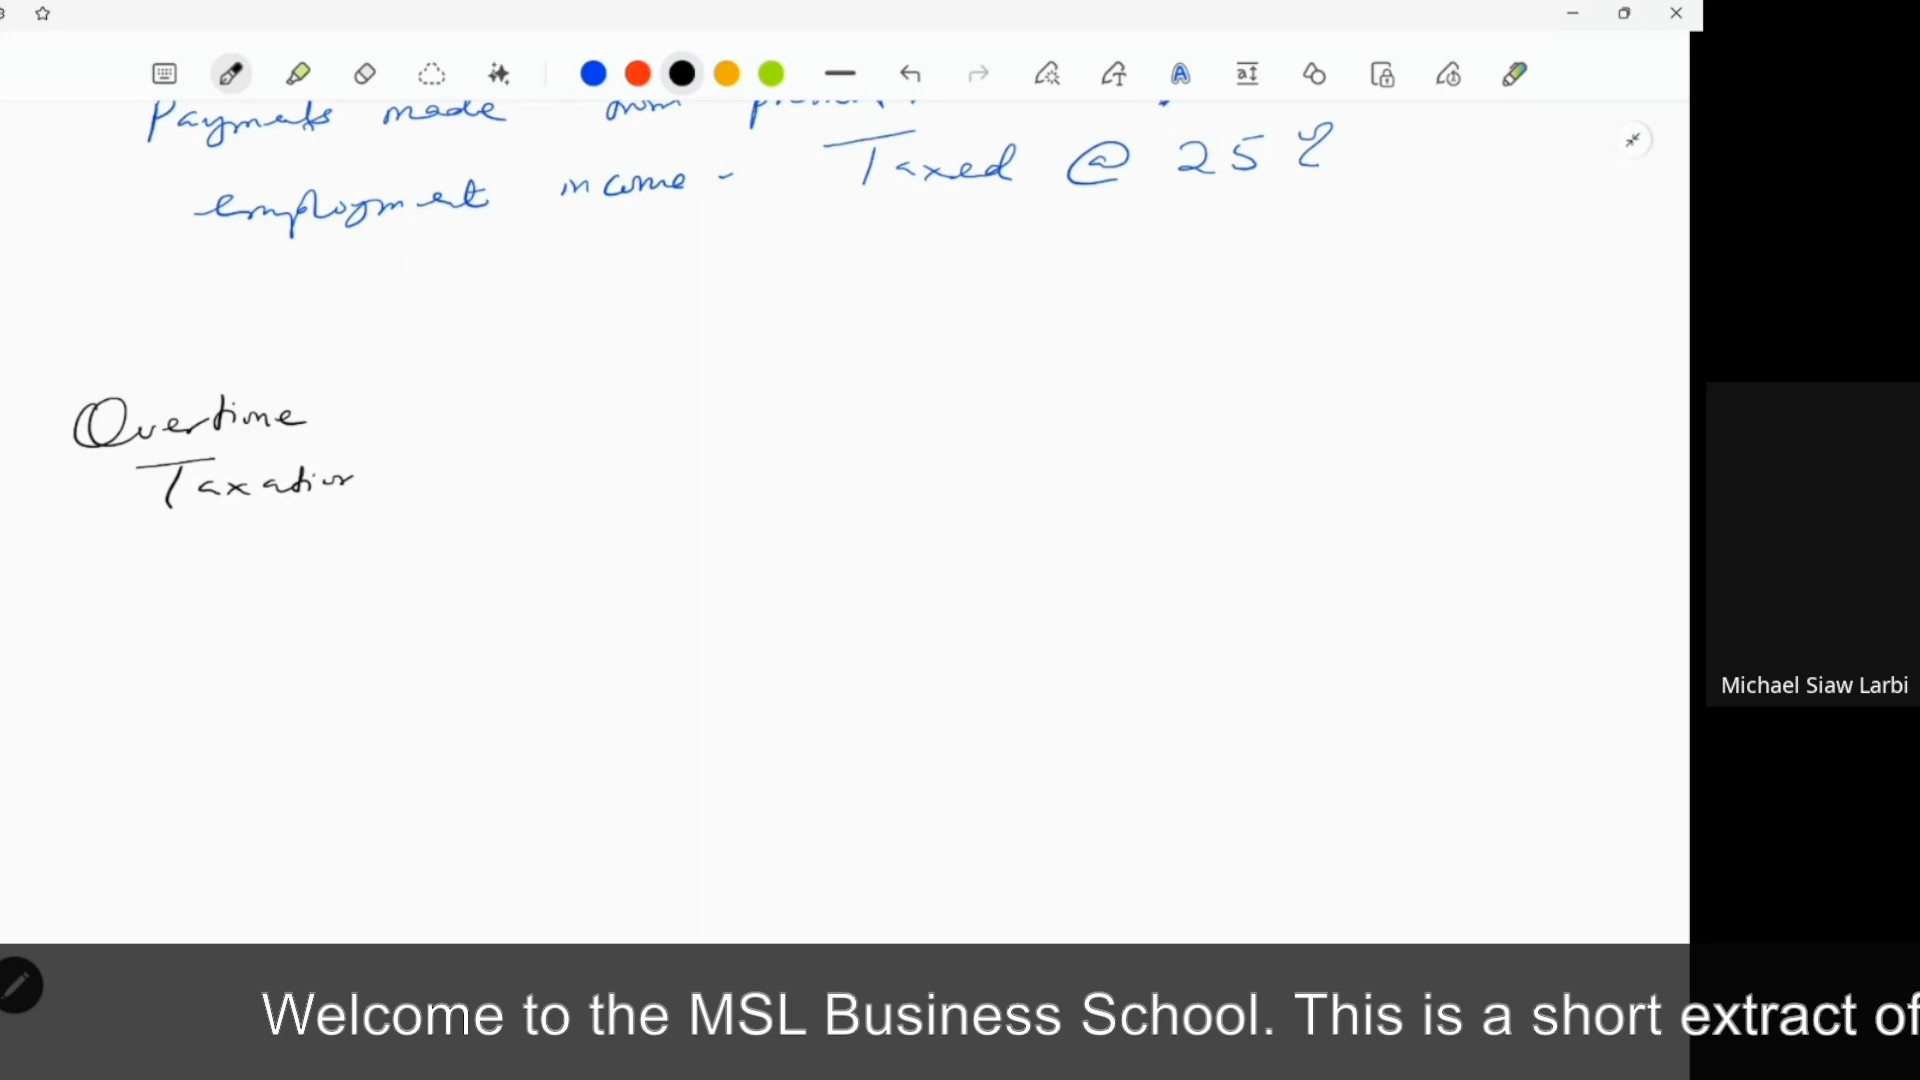 Payments made from
Taxed @ 25%
employment income -
Overtime
Taxation
Michael Siaw Larbi
Welcome to the MSL Business School. This is a short extract of